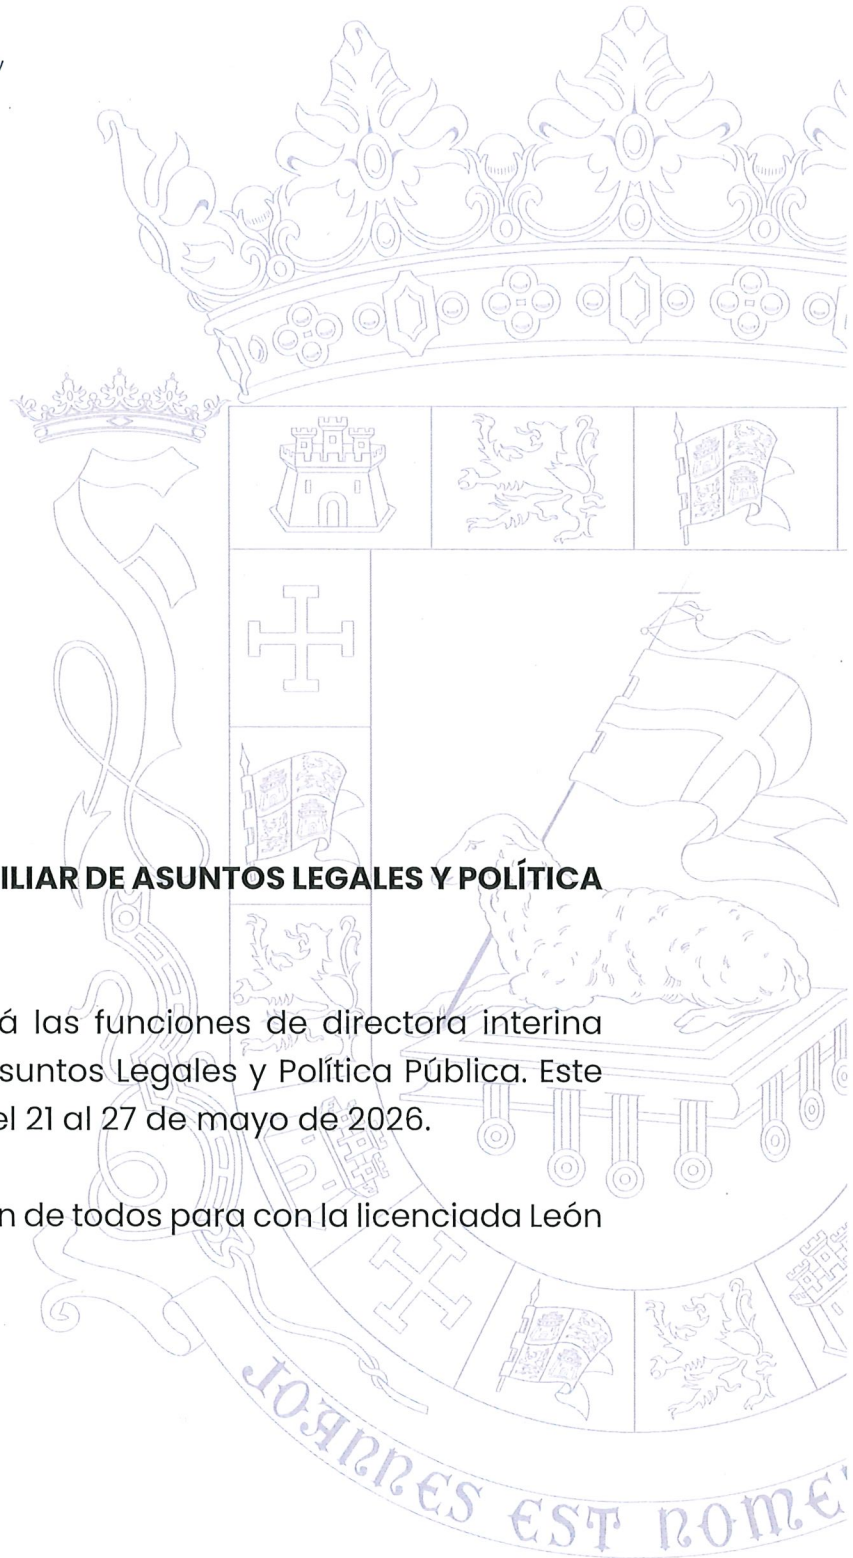 y
ILIAR DE ASUNTOS LEGALES Y POLÍTICA
á las funciones de directora interina
suntos Legales y Política Pública. Este
el 21 al 27 de mayo de 2026.
n de todos para con la licenciada León
JOANNES EST NOME